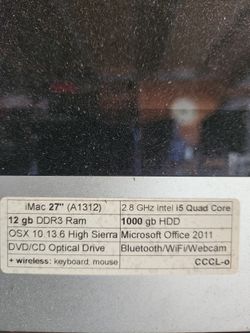 iMac 27" (A1312) 2.8 GHz Intel i5 Quad Core
12 gb DDR3 Ram 1000 gb HDD
OSX 10.13.6 High Sierra Microsoft Office 2011
DVD/CD Optical Drive Bluetooth/WiFi/Webcam
+ wireless: keyboard, mouse CCCL-o